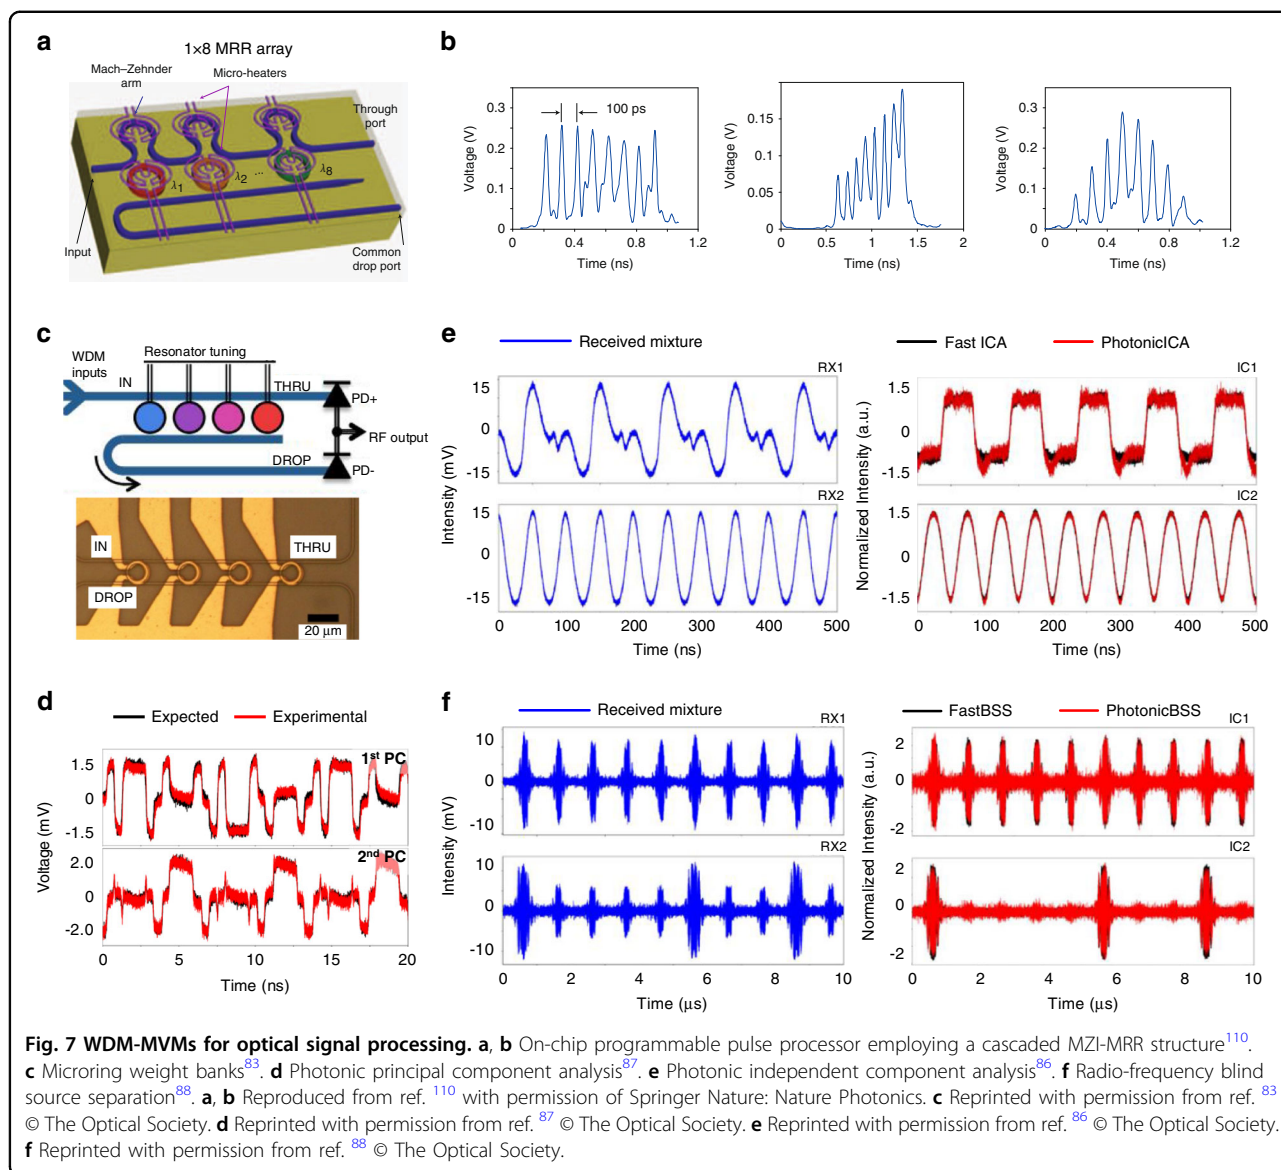 a
1×8 MRR array
Mach–Zehnder
arm
Micro-heaters
Through
port
λ1
λ2
...
λ8
Input
Common
drop port
b
100 ps
Voltage (V)
0.3
0.2
0.1
0
0
0.4
0.8
1.2
Time (ns)
Voltage (V)
0.15
0.1
0.05
0
0
0.5
1
1.5
2
Time (ns)
Voltage (V)
0.3
0.2
0.1
0
0
0.4
0.8
1.2
Time (ns)
c
WDM
inputs
Resonator tuning
IN
THRU
PD+
RF output
DROP
PD-
IN
THRU
DROP
20 µm
d
Expected
Experimental
1st PC
2nd PC
Voltage (mV)
1.5
0
-1.5
2.0
0
-2.0
0
5
10
15
20
Time (ns)
e
Received mixture
RX1
RX2
Intensity (mV)
15
0
-15
15
0
-15
0
100
200
300
400
500
Time (ns)
Fast ICA
PhotonicICA
IC1
IC2
Normalized Intensity (a.u.)
1.5
0
-1.5
1.5
0
-1.5
0
100
200
300
400
500
Time (ns)
f
Received mixture
RX1
RX2
Intensity (mV)
10
0
-10
10
0
-10
0
2
4
6
8
10
Time (µs)
FastBSS
PhotonicBSS
IC1
IC2
Normalized Intensity (a.u.)
2
0
-2
2
0
-2
0
2
4
6
8
10
Time (µs)
Fig. 7 WDM-MVMs for optical signal processing. a, b On-chip programmable pulse processor employing a cascaded MZI-MRR structure110.
c Microring weight banks83. d Photonic principal component analysis87. e Photonic independent component analysis86. f Radio-frequency blind
source separation88. a, b Reproduced from ref. 110 with permission of Springer Nature: Nature Photonics. c Reprinted with permission from ref. 83
© The Optical Society. d Reprinted with permission from ref. 87 © The Optical Society. e Reprinted with permission from ref. 86 © The Optical Society.
f Reprinted with permission from ref. 88 © The Optical Society.